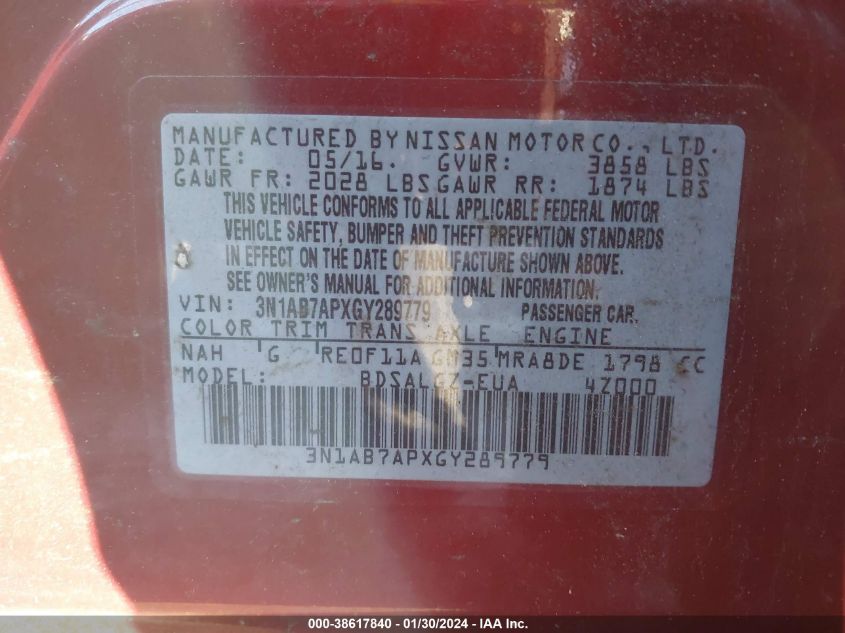 MANUFACTURED BY NISSAN MOTOR CO., LTD.
DATE: 05/16. GVWR: 3858 LBS
GAWR FR: 2028 LBS GAWR RR: 1874 LBS
THIS VEHICLE CONFORMS TO ALL APPLICABLE FEDERAL MOTOR
VEHICLE SAFETY, BUMPER AND THEFT PREVENTION STANDARDS
IN EFFECT ON THE DATE OF MANUFACTURE SHOWN ABOVE.
SEE OWNER'S MANUAL FOR ADDITIONAL INFORMATION.
VIN: 3N1AB7APXGY289779 PASSENGER CAR.
COLOR TRIM TRANS AXLE ENGINE
NAH G RE0F11A GM35 MRA8DE 1798 CC
MODEL: BDSALGZ-EUA 4Z000
3N1AB7APXGY289779
000-38617840 - 01/30/2024 - IAA, Inc.